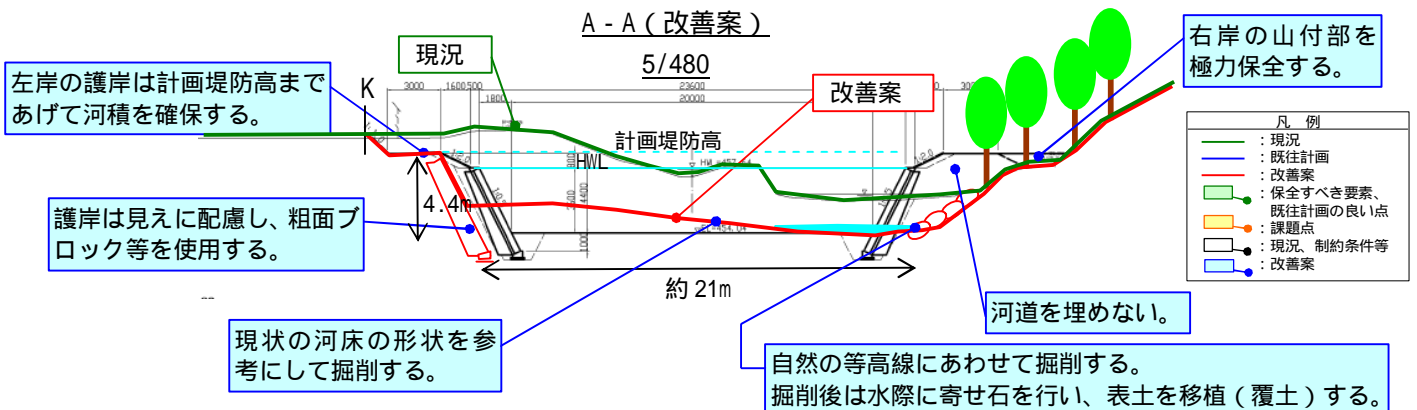 A-A(改善案)
5/480
現況
改善案
左岸の護岸は計画堤防高まで
あげて河積を確保する。
K
3000
1600
500
1800
23600
20000
計画堤防高
HWL
4.4m
護岸は見えに配慮し、粗面ブ
ロック等を使用する。
約21m
現状の河床の形状を参
考にして掘削する。
右岸の山付部を
極力保全する。
河道を埋めない。
自然の等高線にあわせて掘削する。
掘削後は水際に寄せ石を行い、表土を移植(覆土)する。
凡 例
:現況
:既往計画
:改善案
:保全すべき要素、
既往計画の良い点
:課題点
:現況、制約条件等
:改善案